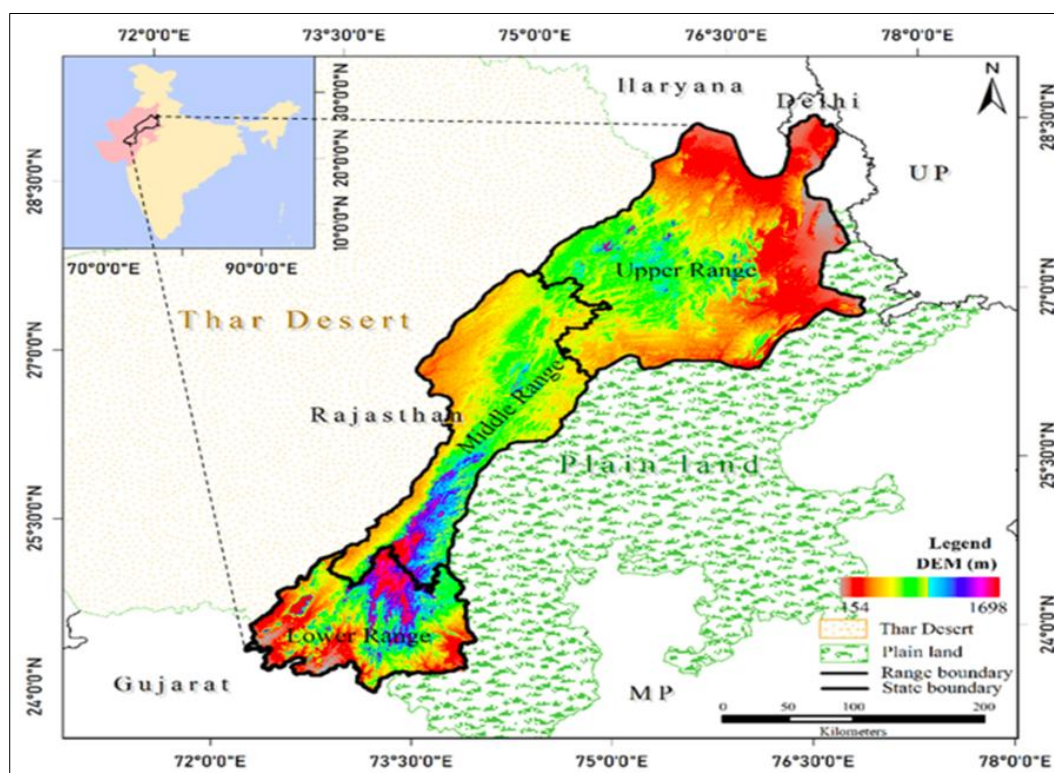 72°0'0"E 73°30'0"E 75°0'0"E 76°30'0"E 78°0'0"E
N
Haryana
Delhi
UP
30°0'0"N
20°0'0"N
10°0'0"N
70°0'0"E 90°0'0"E
28°30'0"N
28°30'0"N
Upper Range
27°0'0"N
Thar Desert
27°0'0"N
Middle Range
Rajasthan
Plain land
25°30'0"N
25°30'0"N
Lower Range
24°0'0"N
24°0'0"N
Gujarat
MP
Legend
DEM (m)
154 1698
Thar Desert
Plain land
Range boundary
State boundary
0 50 100 200
Kilometers
72°0'0"E 73°30'0"E 75°0'0"E 76°30'0"E 78°0'0"E